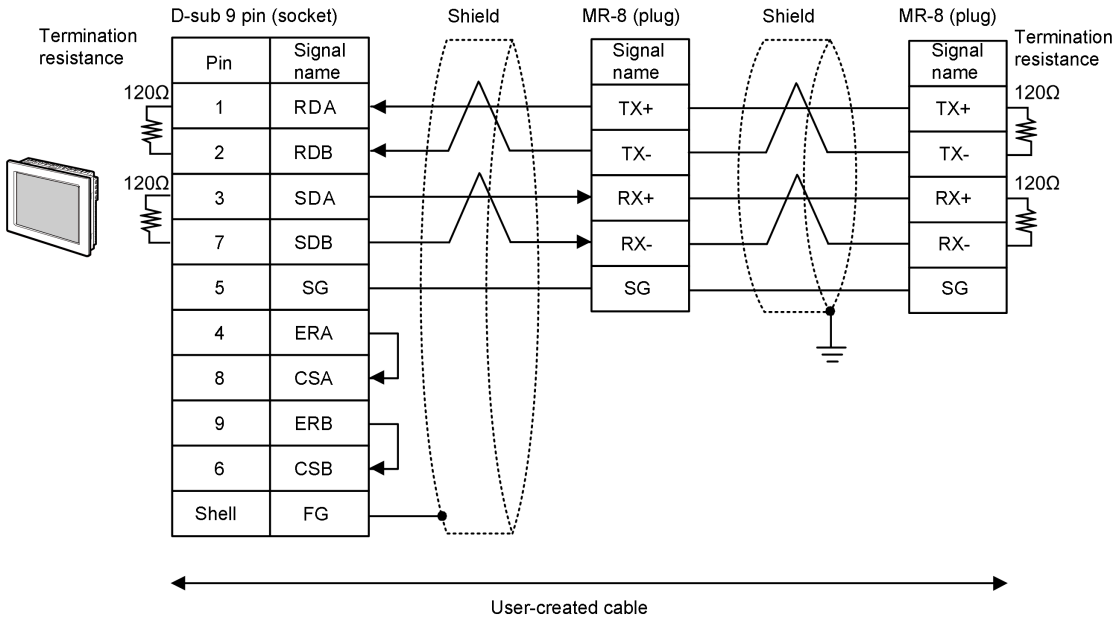 D-sub 9 pin (socket)
Shield
MR-8 (plug)
Shield
MR-8 (plug)
Termination
resistance
Pin
Signal
name
Signal
name
Signal
name
Termination
resistance
120Ω
1
RDA
TX+
TX+
120Ω
2
RDB
TX-
TX-
120Ω
3
SDA
RX+
RX+
120Ω
7
SDB
RX-
RX-
5
SG
SG
SG
4
ERA
8
CSA
9
ERB
6
CSB
Shell
FG
User-created cable